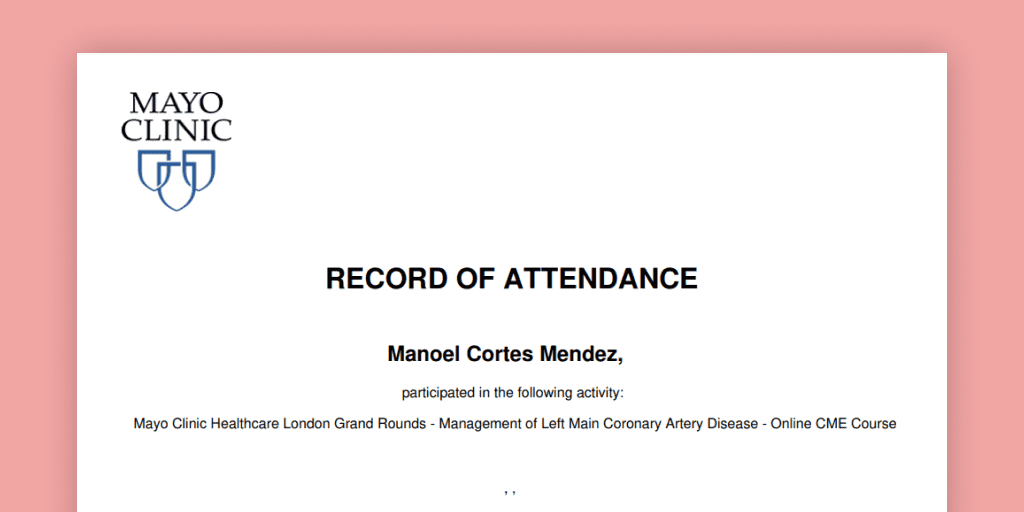 MAYO
CLINIC
RECORD OF ATTENDANCE
Manoel Cortes Mendez,
participated in the following activity:
Mayo Clinic Healthcare London Grand Rounds - Management of Left Main Coronary Artery Disease - Online CME Course
, ,